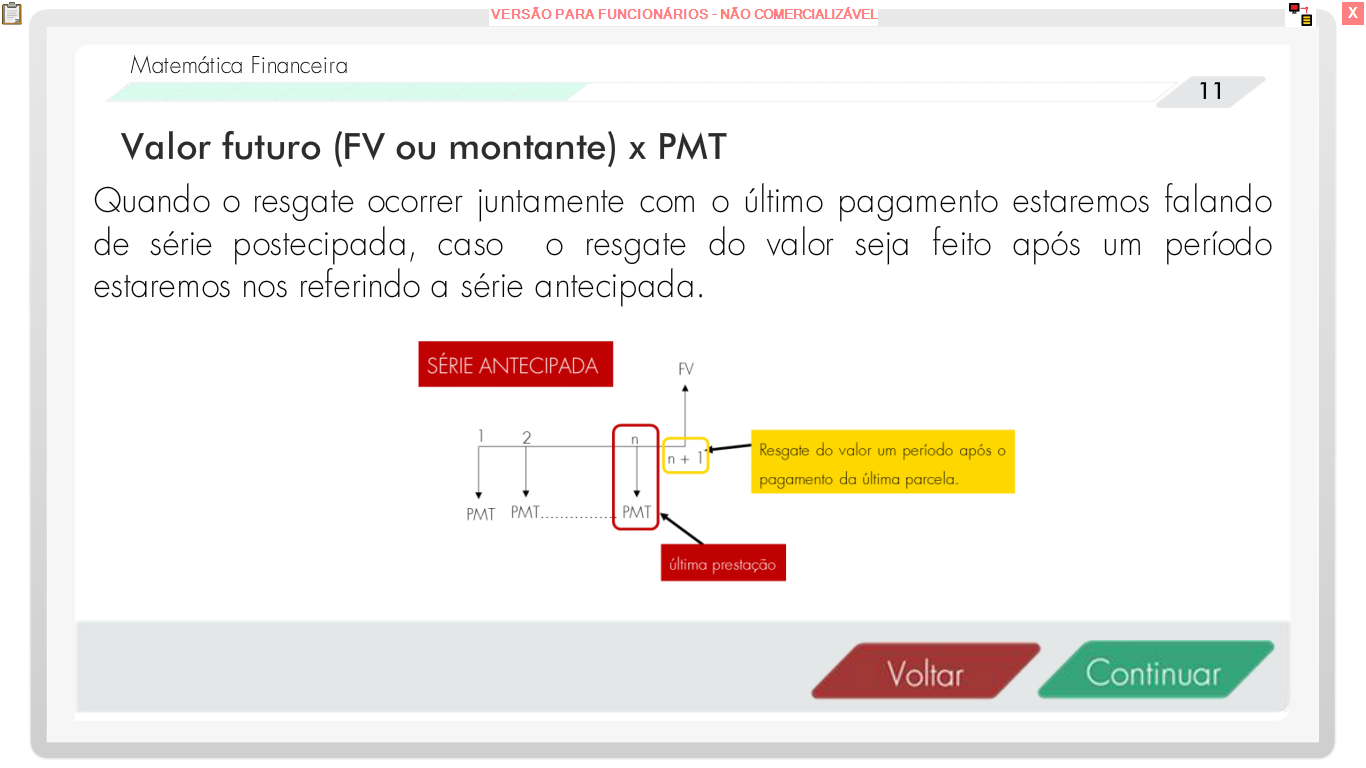 VERSÃO PARA FUNCIONÁRIOS - NÃO COMERCIALIZÁVEL
X
Matemática Financeira
11
Valor futuro (FV ou montante) x PMT
Quando o resgate ocorrer juntamente com o último pagamento estaremos falando
de série postecipada, caso o resgate do valor seja feito após um período
estaremos nos referindo a série antecipada.
SÉRIE ANTECIPADA
FV
1 2 n
n + 1
Resgate do valor um período após o
pagamento da última parcela.
PMT PMT................ PMT
última prestação
Voltar
Continuar